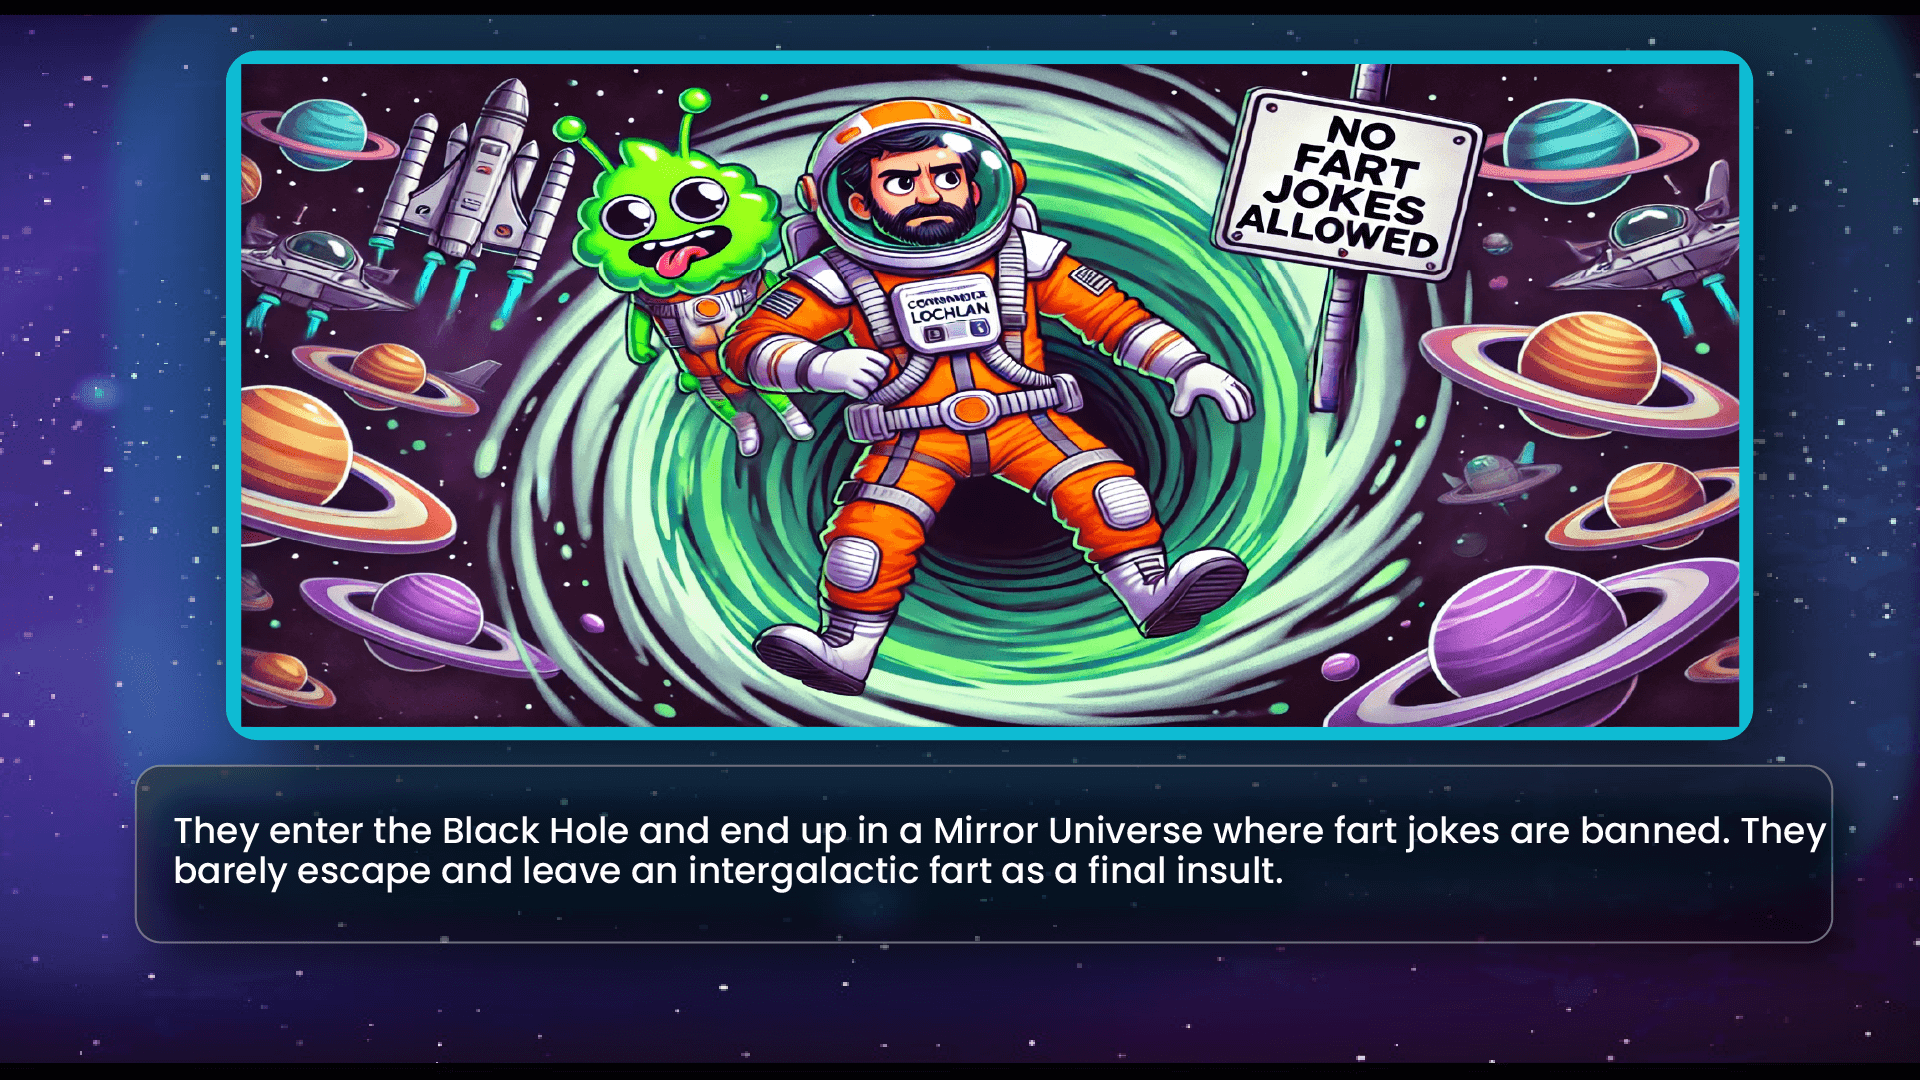 NO
FART
JOKES
ALLOWED
LOCHLAN
They enter the Black Hole and end up in a Mirror Universe where fart jokes are banned. They
barely escape and leave an intergalactic fart as a final insult.